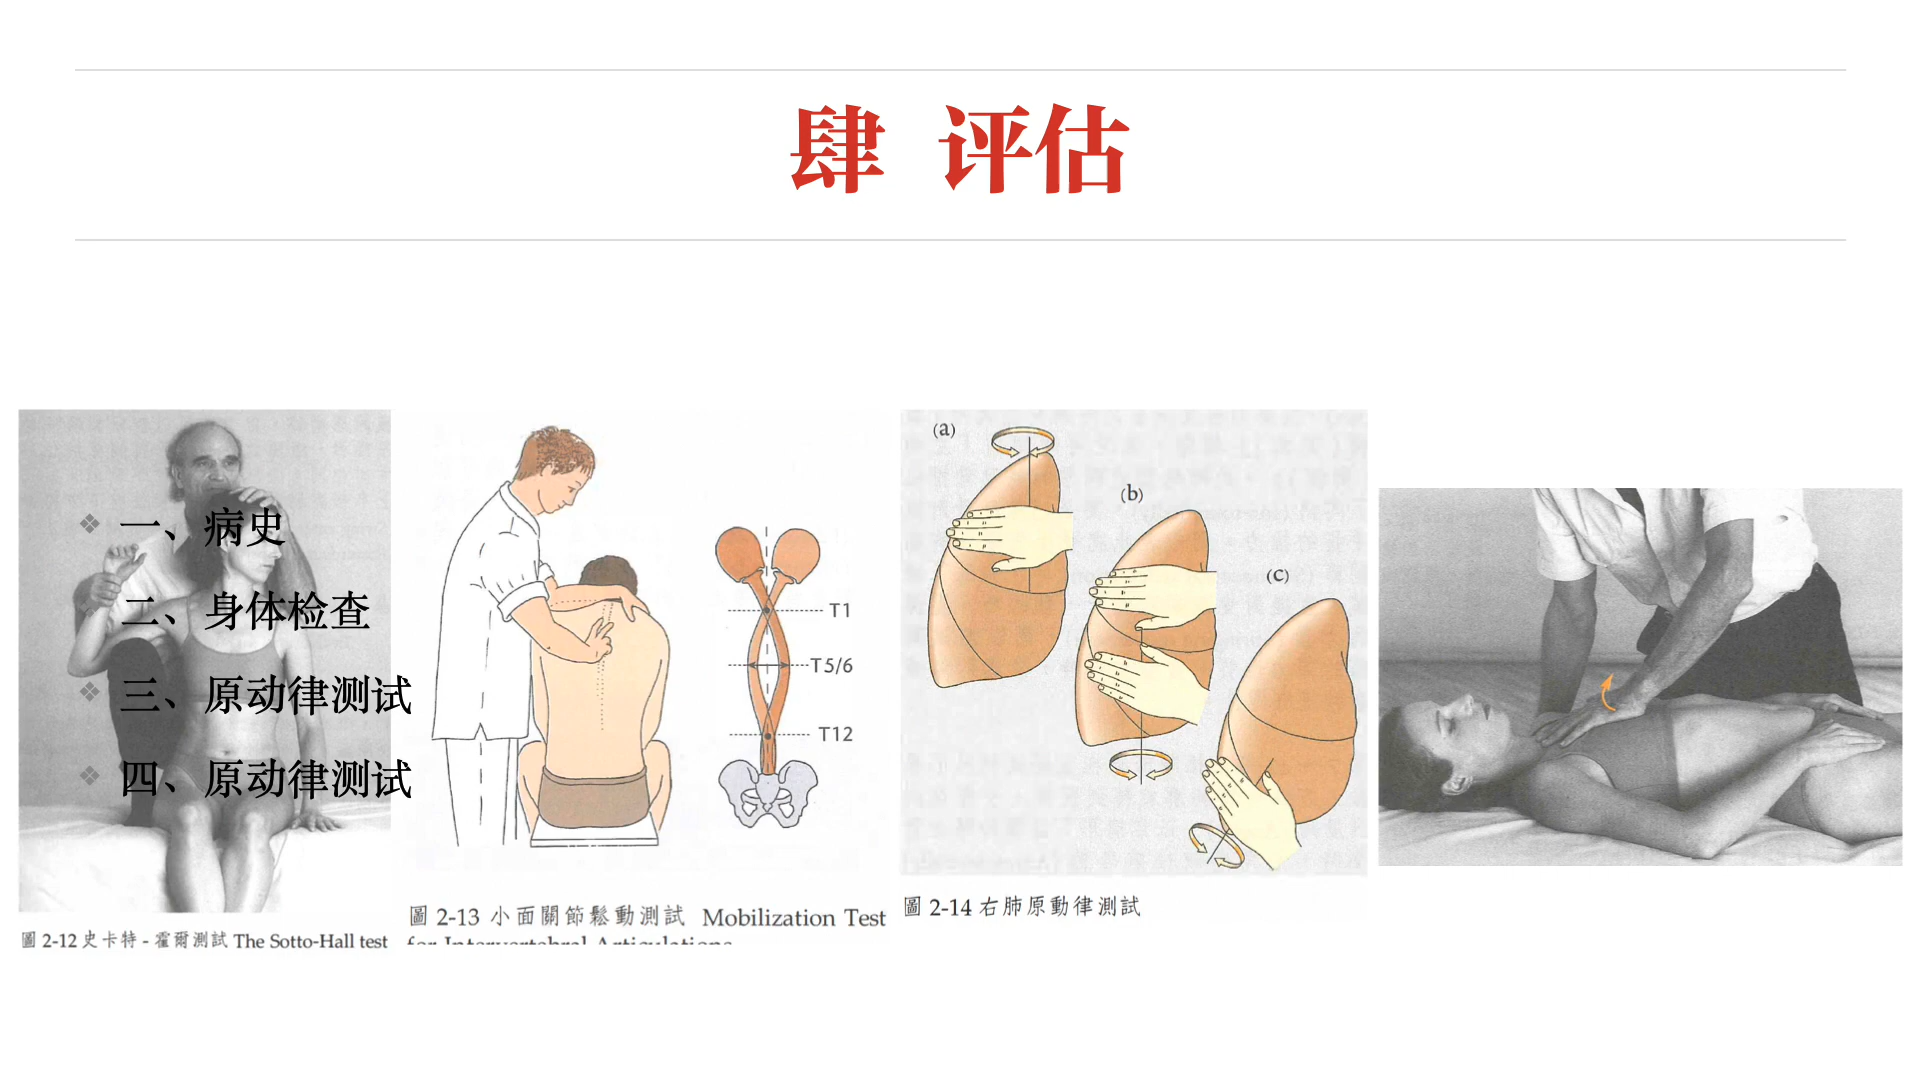 肆 评估
❖ 一、病史
❖ 二、身体检查
❖ 三、原动律测试
❖ 四、原动律测试
圖 2-12 史卡特 - 霍爾測試 The Sotto-Hall test
T1
T5/6
T12
圖 2-13 小面關節鬆動測試 Mobilization Test
for Intervertebral Articulations
(a)
(b)
(c)
圖 2-14 右肺原動律測試